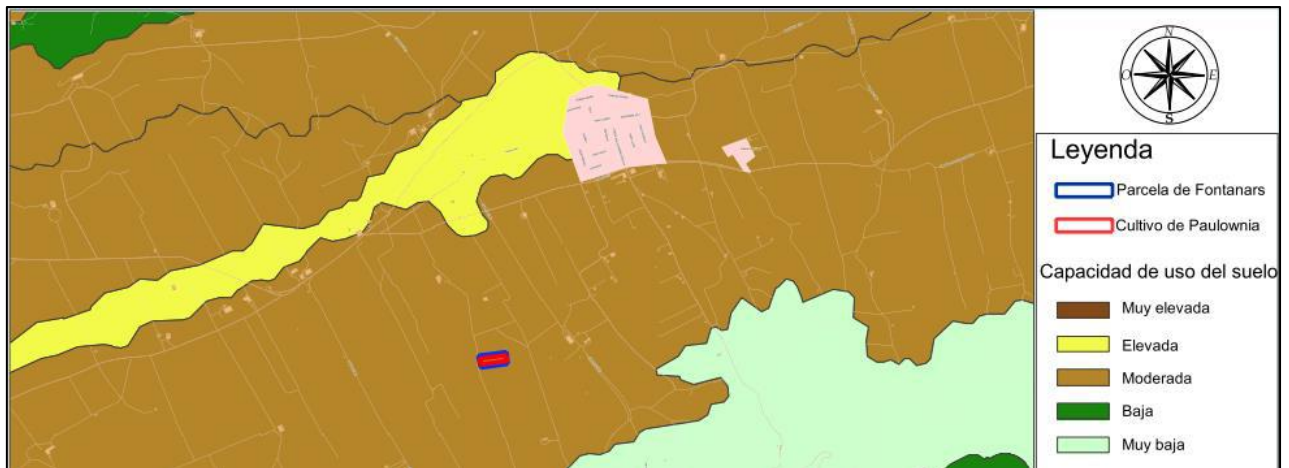 N
O
E
S
Leyenda
Parcela de Fontanars
Cultivo de Paulownia
Capacidad de uso del suelo
Muy elevada
Elevada
Moderada
Baja
Muy baja